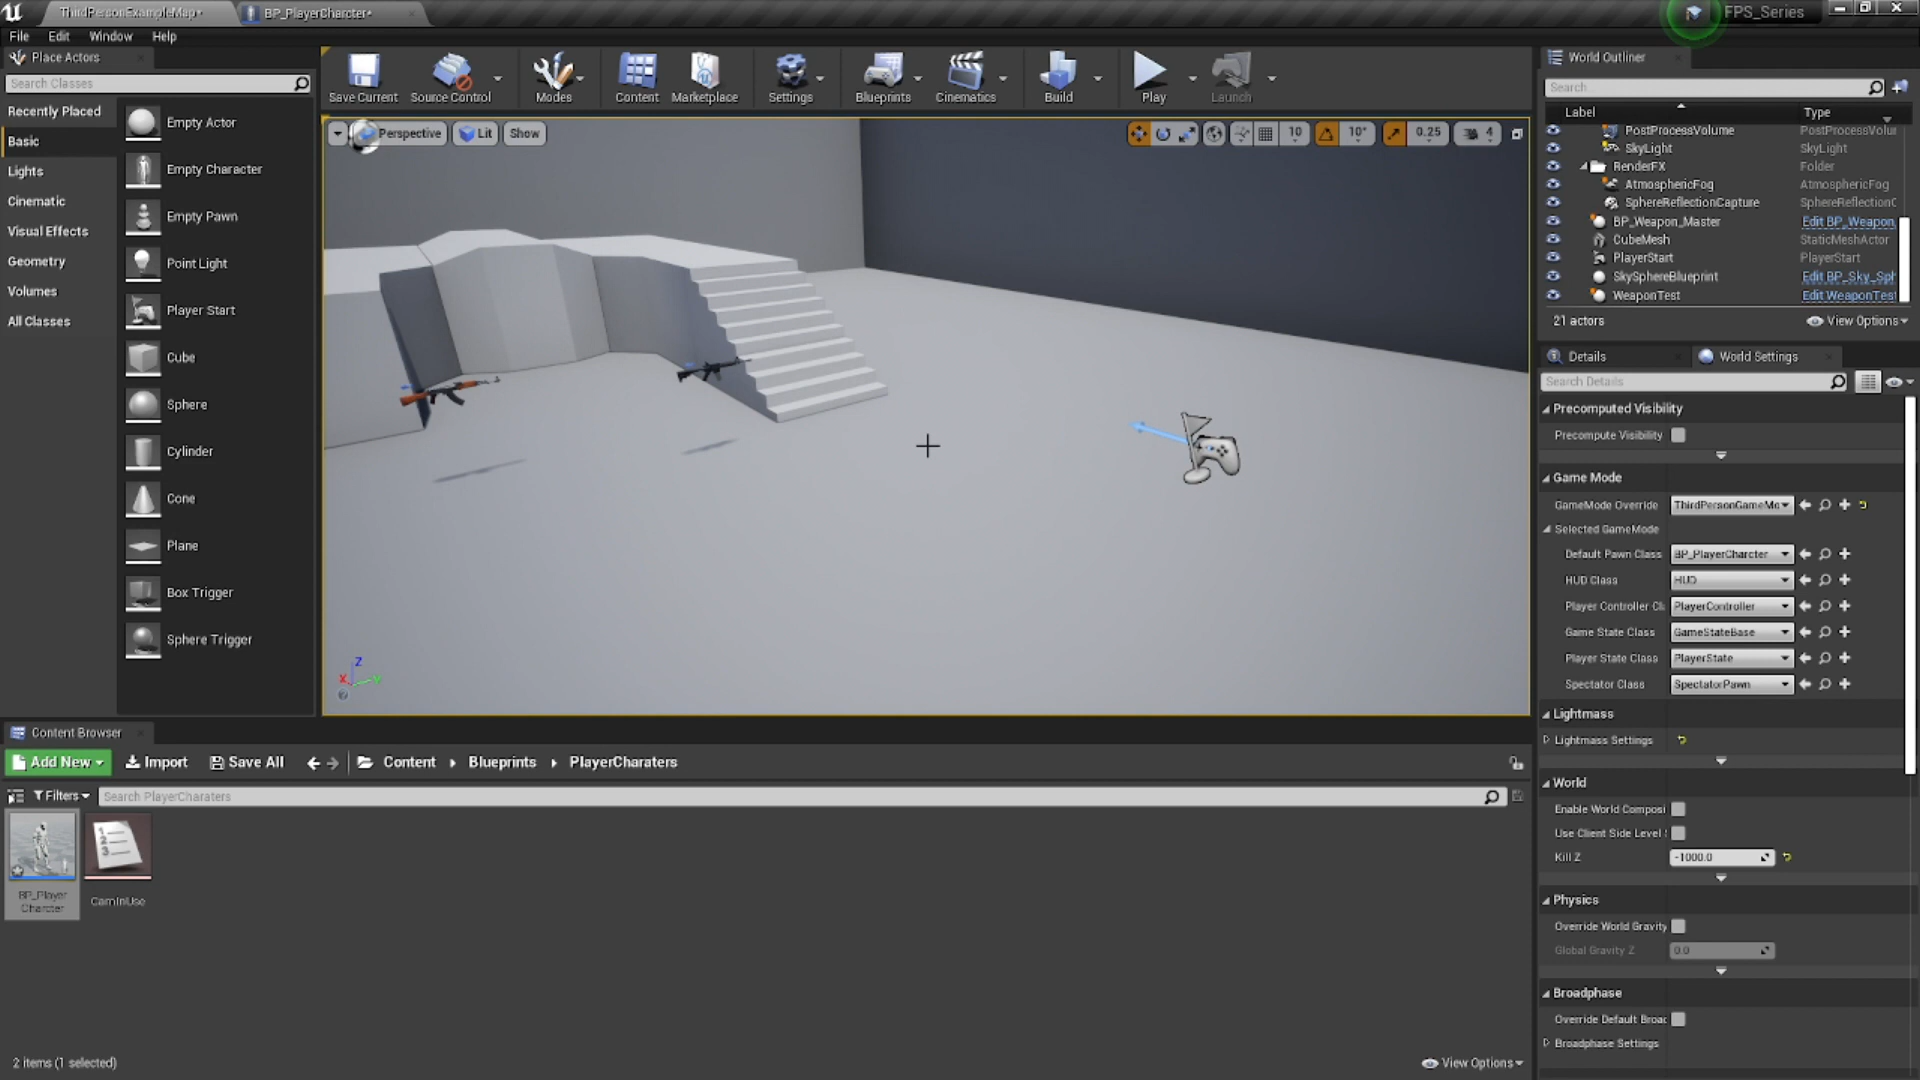 ThirdPersonExampleMap*
BP_PlayerCharcter*
FPS_Series
File Edit Window Help
Place Actors
Search Classes
Recently Placed
Basic
Lights
Cinematic
Visual Effects
Geometry
Volumes
All Classes
Empty Actor
Empty Character
Empty Pawn
Point Light
Player Start
Cube
Sphere
Cylinder
Cone
Plane
Box Trigger
Sphere Trigger
Save Current
Source Control
Modes
Content
Marketplace
Settings
Blueprints
Cinematics
Build
Play
Launch
Perspective Lit Show
10 10° 0.25 4
Z
X Y
World Outliner
Search
Label Type
PostProcessVolume PostProcessVolu
SkyLight SkyLight
RenderFX Folder
AtmosphericFog AtmosphericFog
SphereReflectionCapture SphereReflectionC
BP_Weapon_Master Edit BP_Weapon_
CubeMesh StaticMeshActor
PlayerStart PlayerStart
SkySphereBlueprint Edit BP_Sky_Sph
WeaponTest Edit WeaponTest
21 actors View Options
Details World Settings
Search Details
Precomputed Visibility
Precompute Visibility
Game Mode
GameMode Override ThirdPersonGameMo
Selected GameMode
Default Pawn Class BP_PlayerCharcter
HUD Class HUD
Player Controller Cl PlayerController
Game State Class GameStateBase
Player State Class PlayerState
Spectator Class SpectatorPawn
Lightmass
Lightmass Settings
World
Enable World Composi
Use Client Side Level
Kill Z -1000.0
Physics
Override World Gravity
Global Gravity Z 0.0
Broadphase
Override Default Broac
Broadphase Settings
Content Browser
Add New Import Save All Content Blueprints PlayerCharaters
Filters Search PlayerCharaters
1
2
3
BP_Player
Charcter
CamInUse
2 items (1 selected) View Options